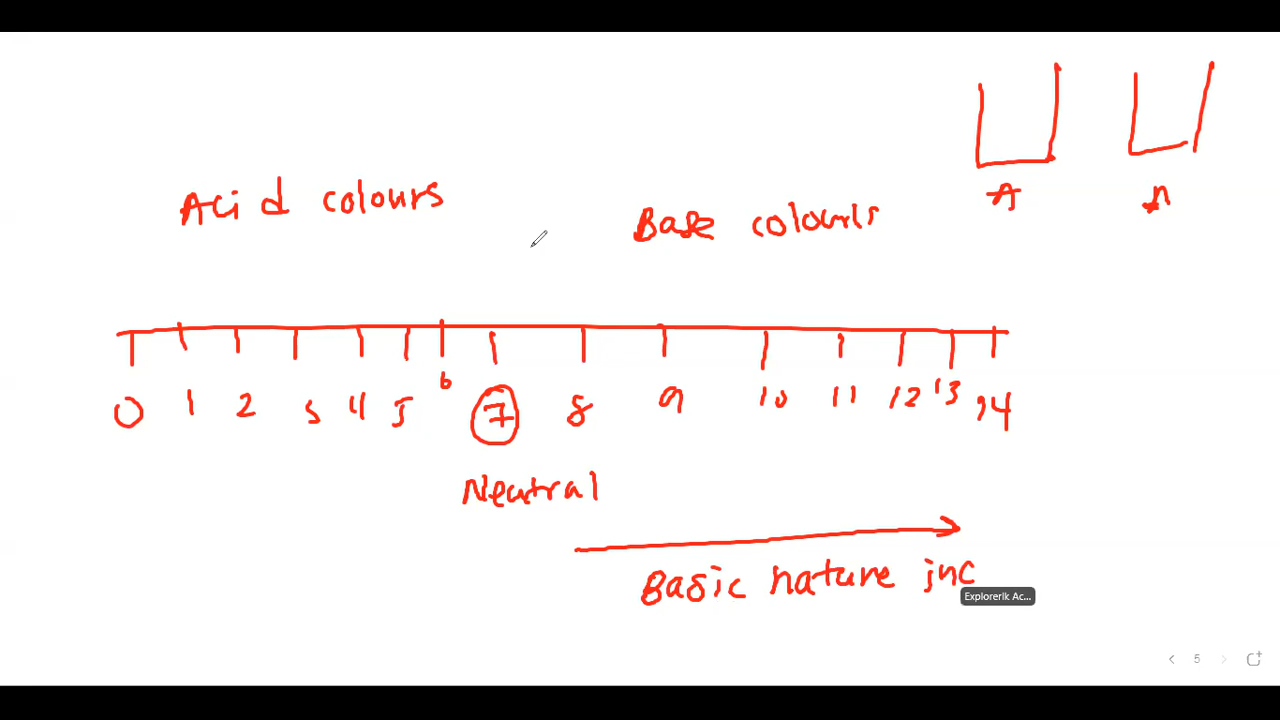 A
Acid colours
Base colours
0 1 2 3 4 5 6 7 8 9 10 11 12 13 14
Neutral
Basic nature inc
Explorerik Ac...
5